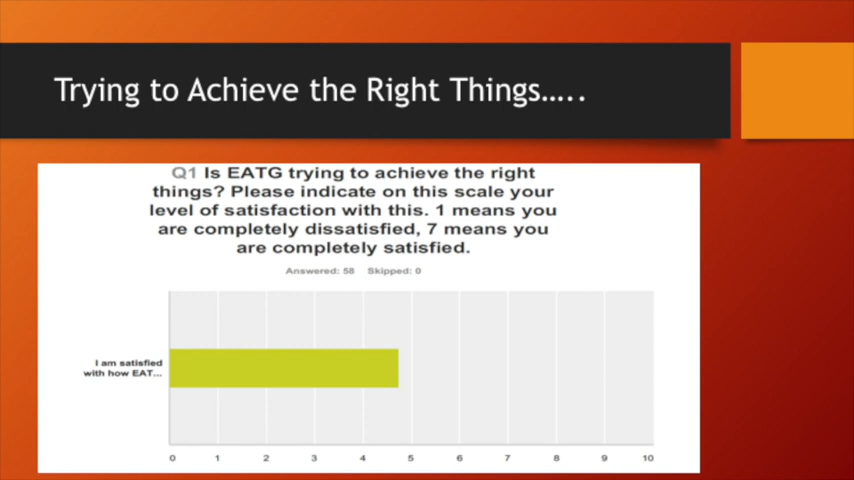 Trying to Achieve the Right Things…..
Q1 Is EATG trying to achieve the right
things? Please indicate on this scale your
level of satisfaction with this. 1 means you
are completely dissatisfied, 7 means you
are completely satisfied.
Answered: 58 Skipped: 0
I am satisfied
with how EAT...
0 1 2 3 4 5 6 7 8 9 10